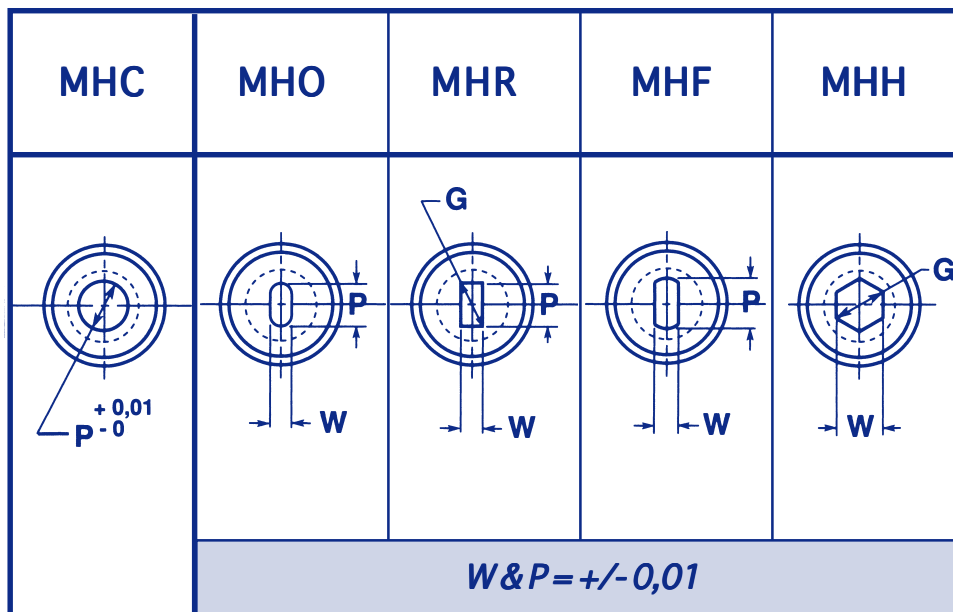 MHC MHO MHR MHF MHH
P + 0,01 - 0
P W
G P W
P W
G W
W & P = +/- 0,01